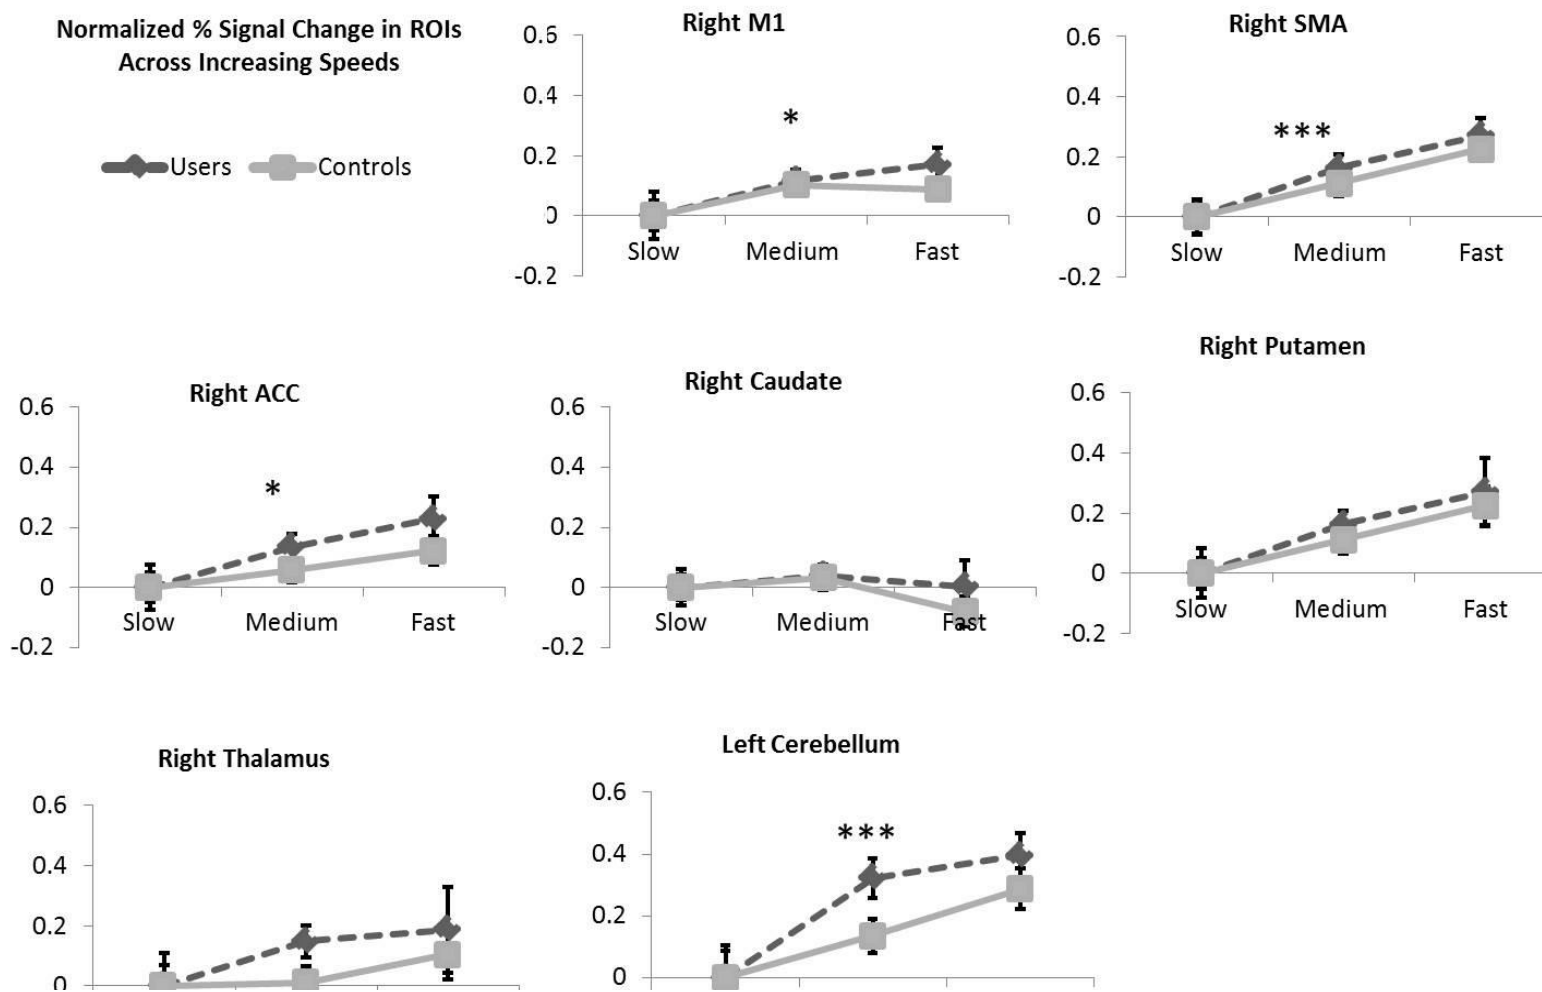 Normalized % Signal Change in ROIs
Across Increasing Speeds
Users Controls
Right M1
0.6
0.4
0.2
0
-0.2
Slow Medium Fast
*
Right SMA
0.6
0.4
0.2
0
-0.2
Slow Medium Fast
***
Right ACC
0.6
0.4
0.2
0
-0.2
Slow Medium Fast
*
Right Caudate
0.6
0.4
0.2
0
-0.2
Slow Medium Fast
Right Putamen
0.6
0.4
0.2
0
-0.2
Slow Medium Fast
Right Thalamus
0.6
0.4
0.2
0
Left Cerebellum
0.6
0.4
0.2
0
***